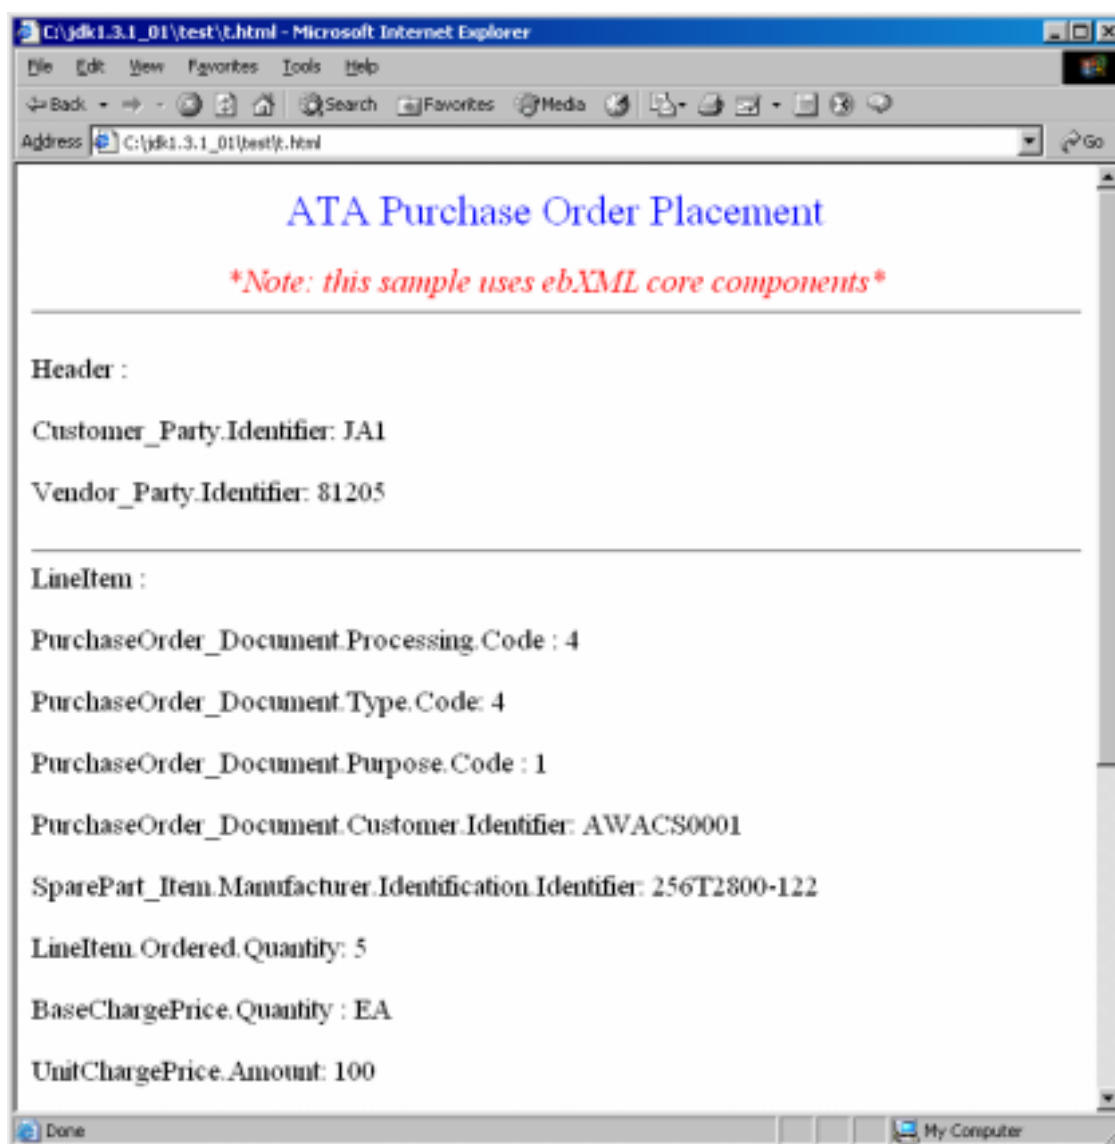 C:\jdk1.3.1_01\test\t.html - Microsoft Internet Explorer
File Edit View Favorites Tools Help
Back Search Favorites Media
Address C:\jdk1.3.1_01\test\t.html Go
ATA Purchase Order Placement
*Note: this sample uses ebXML core components*
Header :
Customer_Party.Identifier: JA1
Vendor_Party.Identifier: 81205
LineItem :
PurchaseOrder_Document.Processing.Code : 4
PurchaseOrder_Document.Type.Code: 4
PurchaseOrder_Document.Purpose.Code : 1
PurchaseOrder_Document.Customer.Identifier: AWACS0001
SparePart_Item.Manufacturer.Identification.Identifier: 256T2800-122
LineItem.Ordered.Quantity: 5
BaseChargePrice.Quantity : EA
UnitChargePrice.Amount: 100
Done My Computer